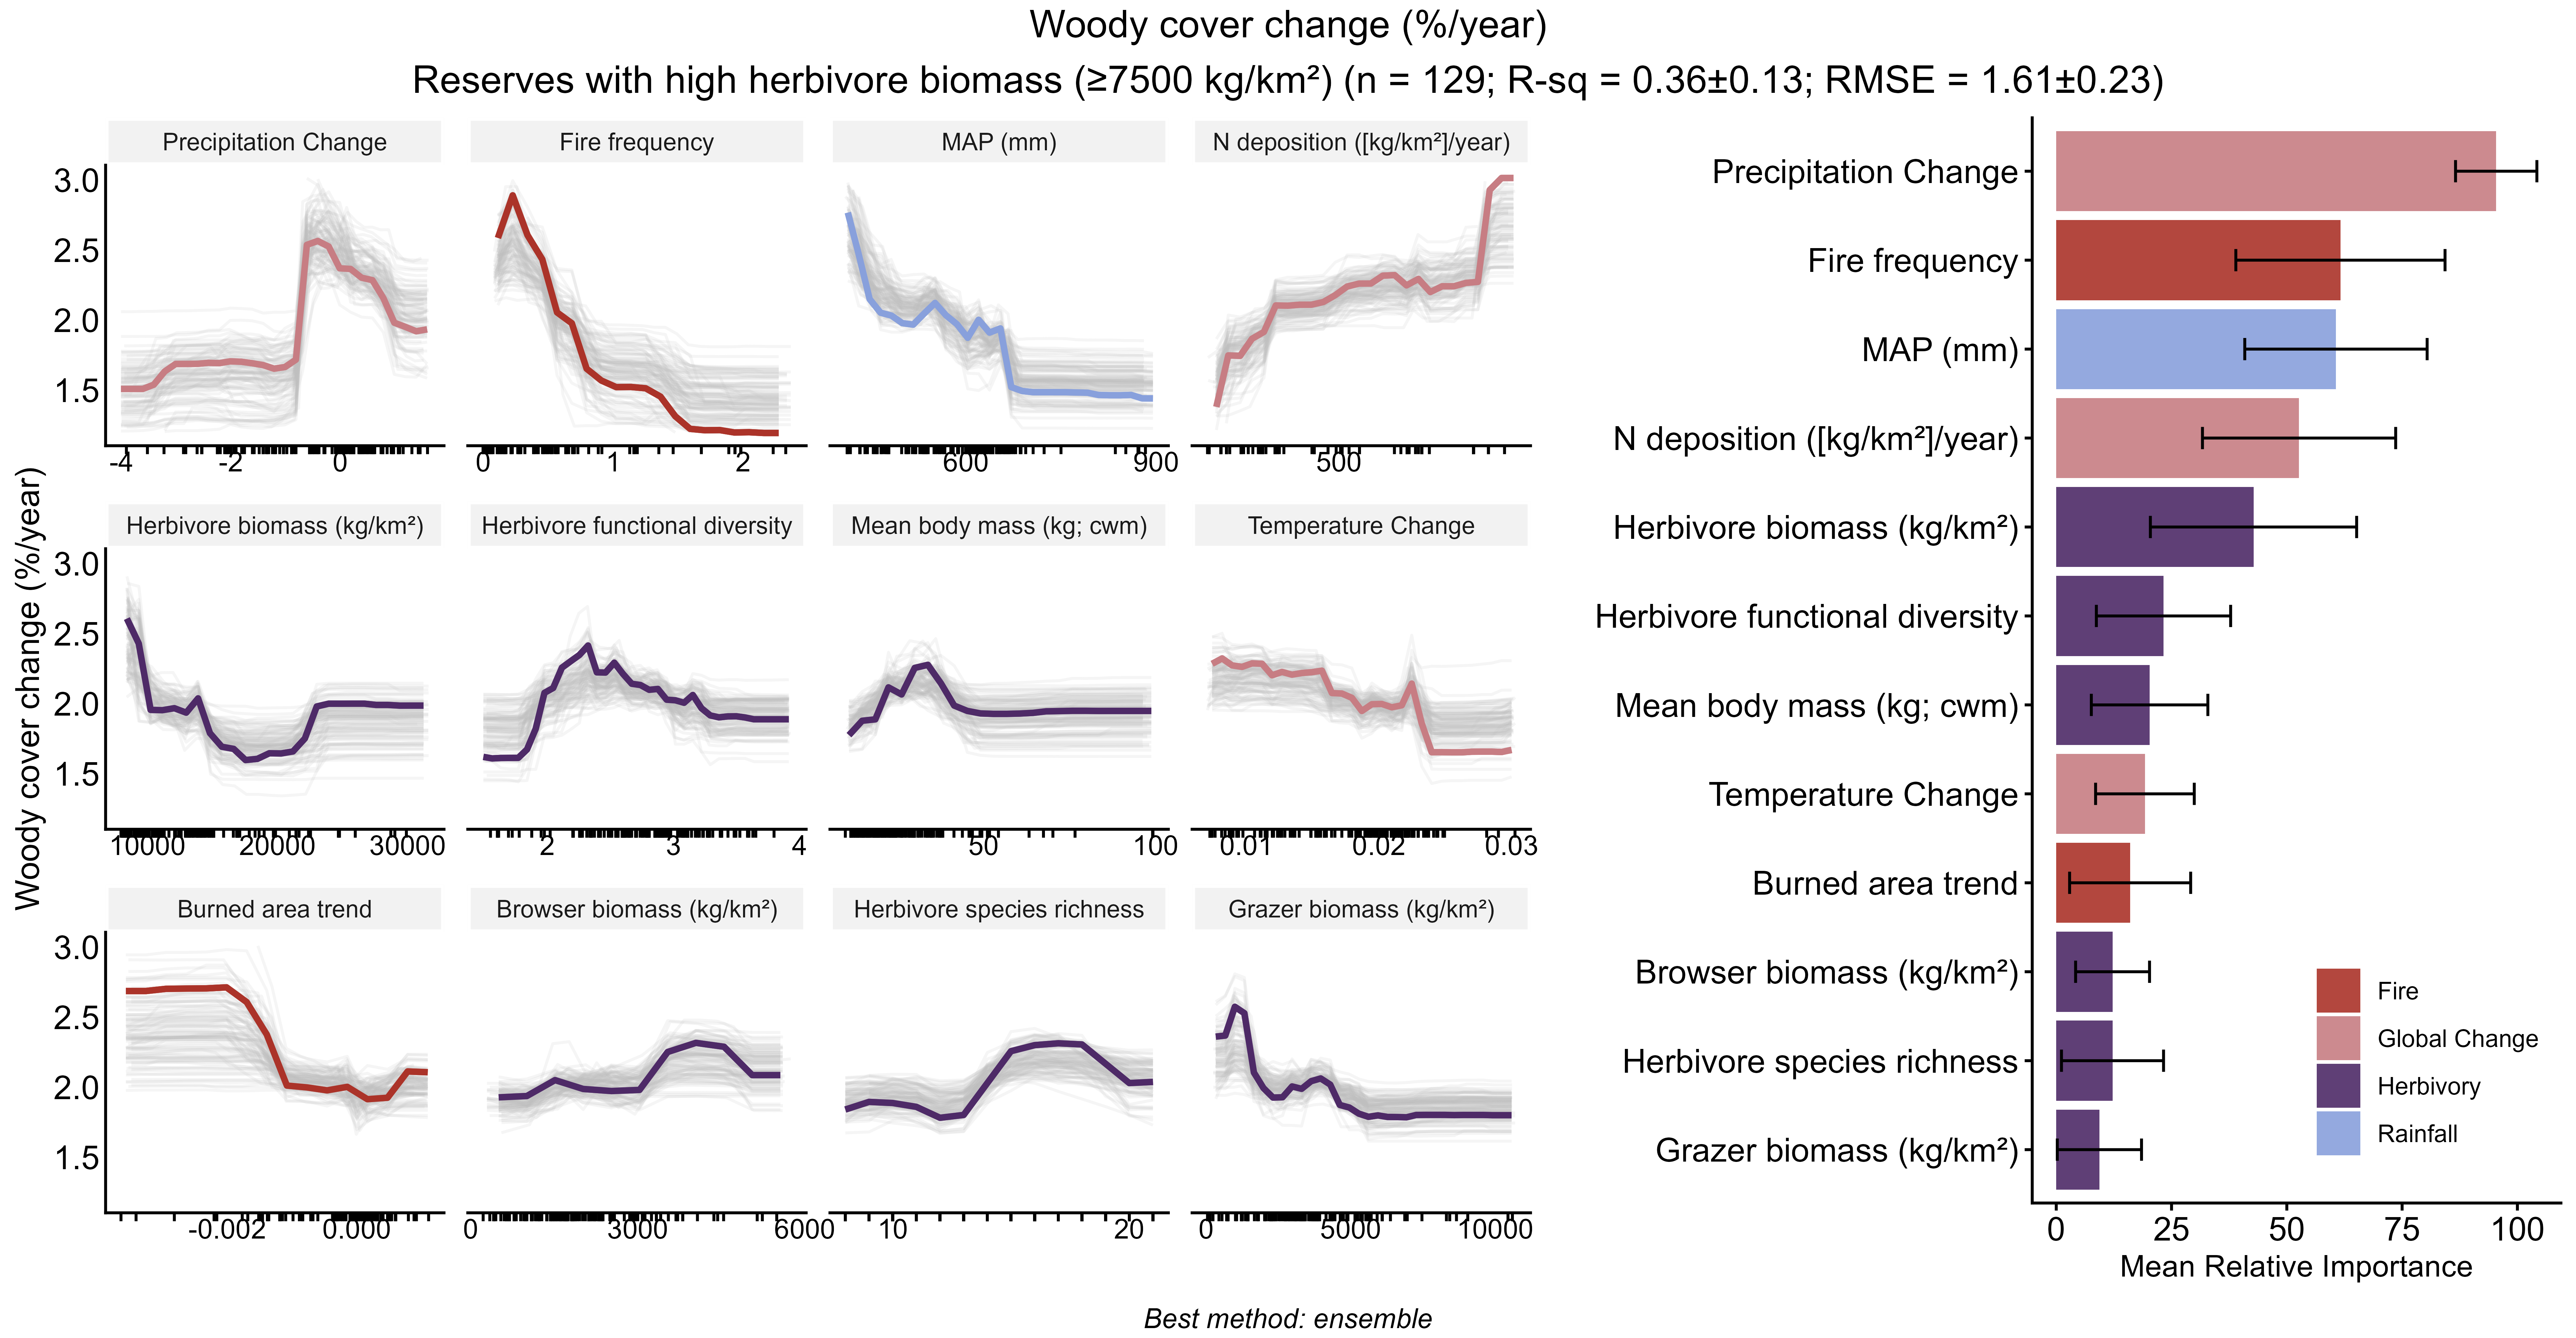 Woody cover change (%/year)
Reserves with high herbivore biomass (≥7500 kg/km²) (n = 129; R-sq = 0.36±0.13; RMSE = 1.61±0.23)
Woody cover change (%/year)
Precipitation Change
Fire frequency
MAP (mm)
N deposition ([kg/km²]/year)
3.0
2.5
2.0
1.5
-4 -2 0
0 1 2
600 900
500
Herbivore biomass (kg/km²)
Herbivore functional diversity
Mean body mass (kg; cwm)
Temperature Change
3.0
2.5
2.0
1.5
10000 20000 30000
2 3 4
50 100
0.01 0.02 0.03
Burned area trend
Browser biomass (kg/km²)
Herbivore species richness
Grazer biomass (kg/km²)
3.0
2.5
2.0
1.5
-0.002 0.000
0 3000 6000
10 20
0 5000 10000
Precipitation Change
Fire frequency
MAP (mm)
N deposition ([kg/km²]/year)
Herbivore biomass (kg/km²)
Herbivore functional diversity
Mean body mass (kg; cwm)
Temperature Change
Burned area trend
Browser biomass (kg/km²)
Herbivore species richness
Grazer biomass (kg/km²)
Fire
Global Change
Herbivory
Rainfall
0 25 50 75 100
Mean Relative Importance
Best method: ensemble